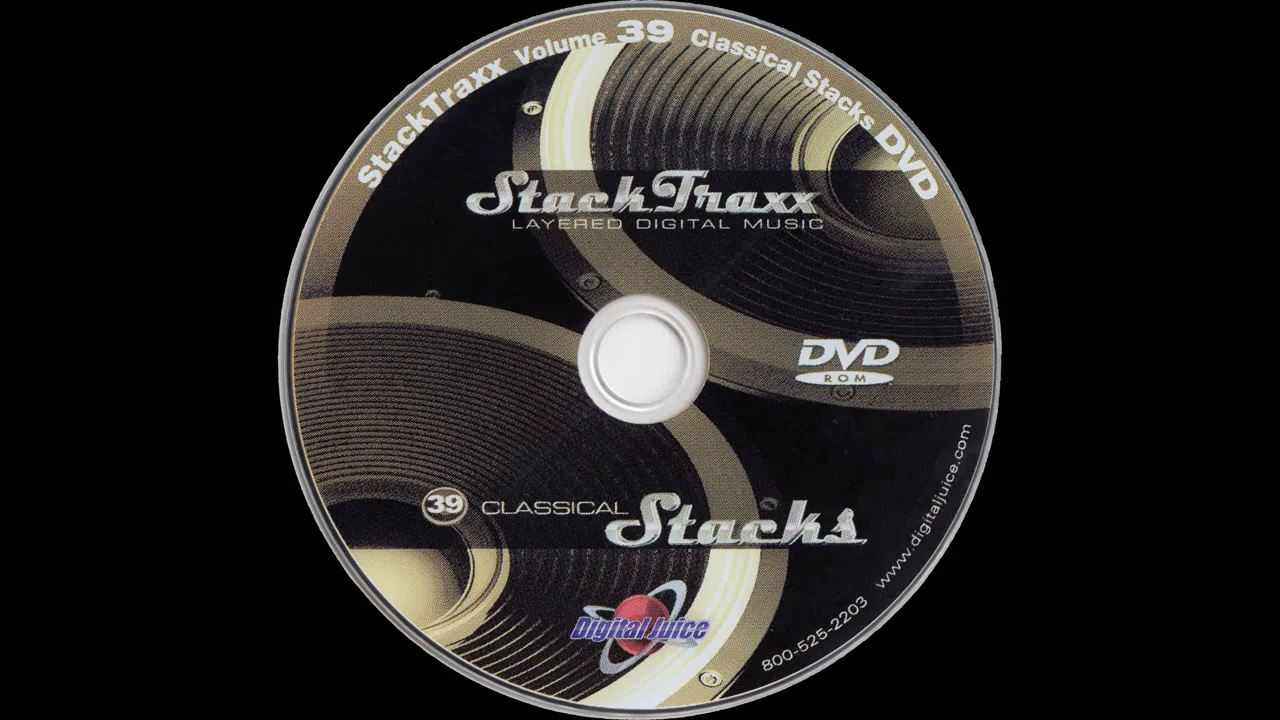 StackTraxx Volume 39 Classical Stacks DVD
StackTraxx
LAYERED DIGITAL MUSIC
DVD
ROM
39 CLASSICAL Stacks
Digital Juice
800-525-2203 www.digitaljuice.com